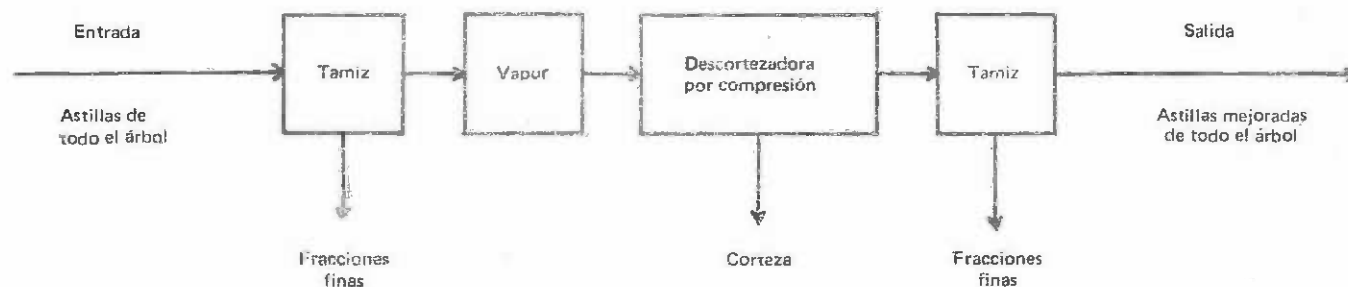 Entrada
Astillas de
todo el árbol
Tamiz
Fracciones
finas
Vapur
Descortezadora
por compresión
Corteza
Tamiz
Fracciones
finas
Salida
Astillas mejoradas
de todo el árbol